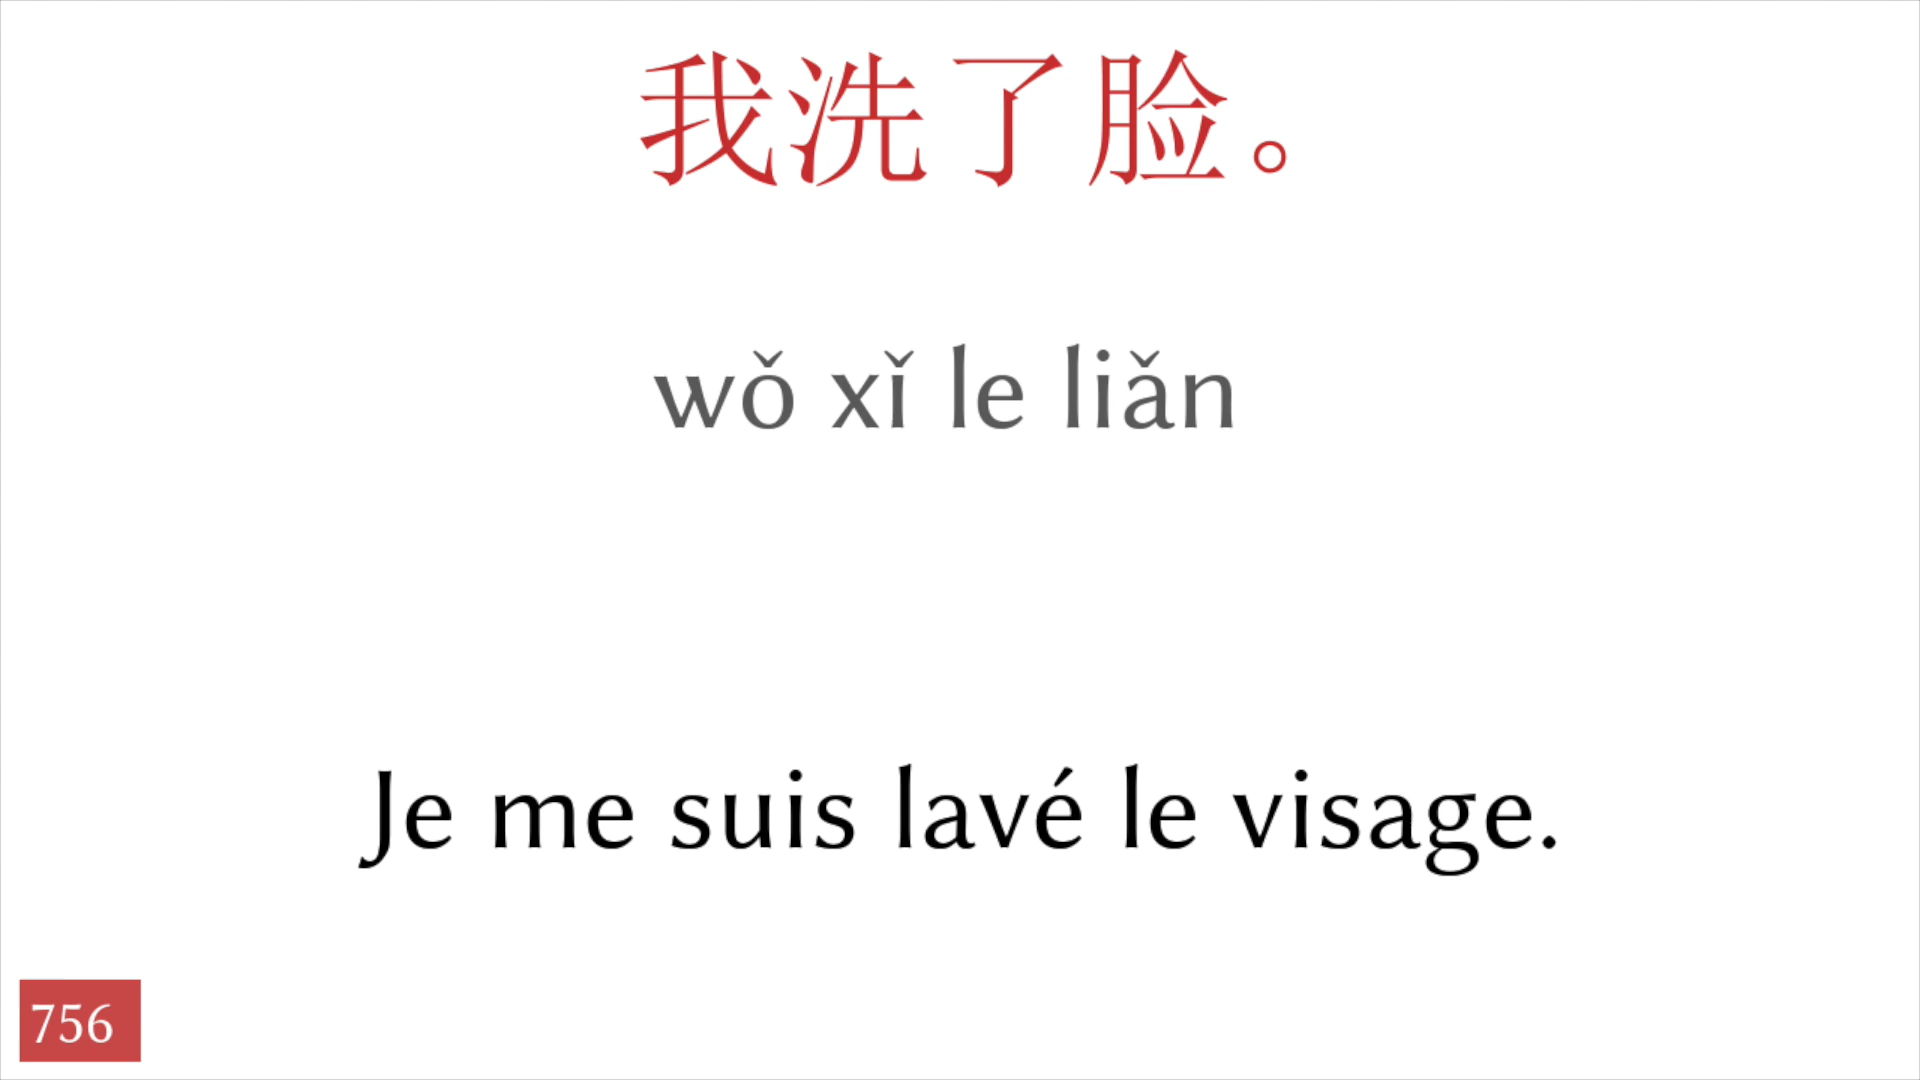 我洗了脸。
wǒ xǐ le liǎn
Je me suis lavé le visage.
756